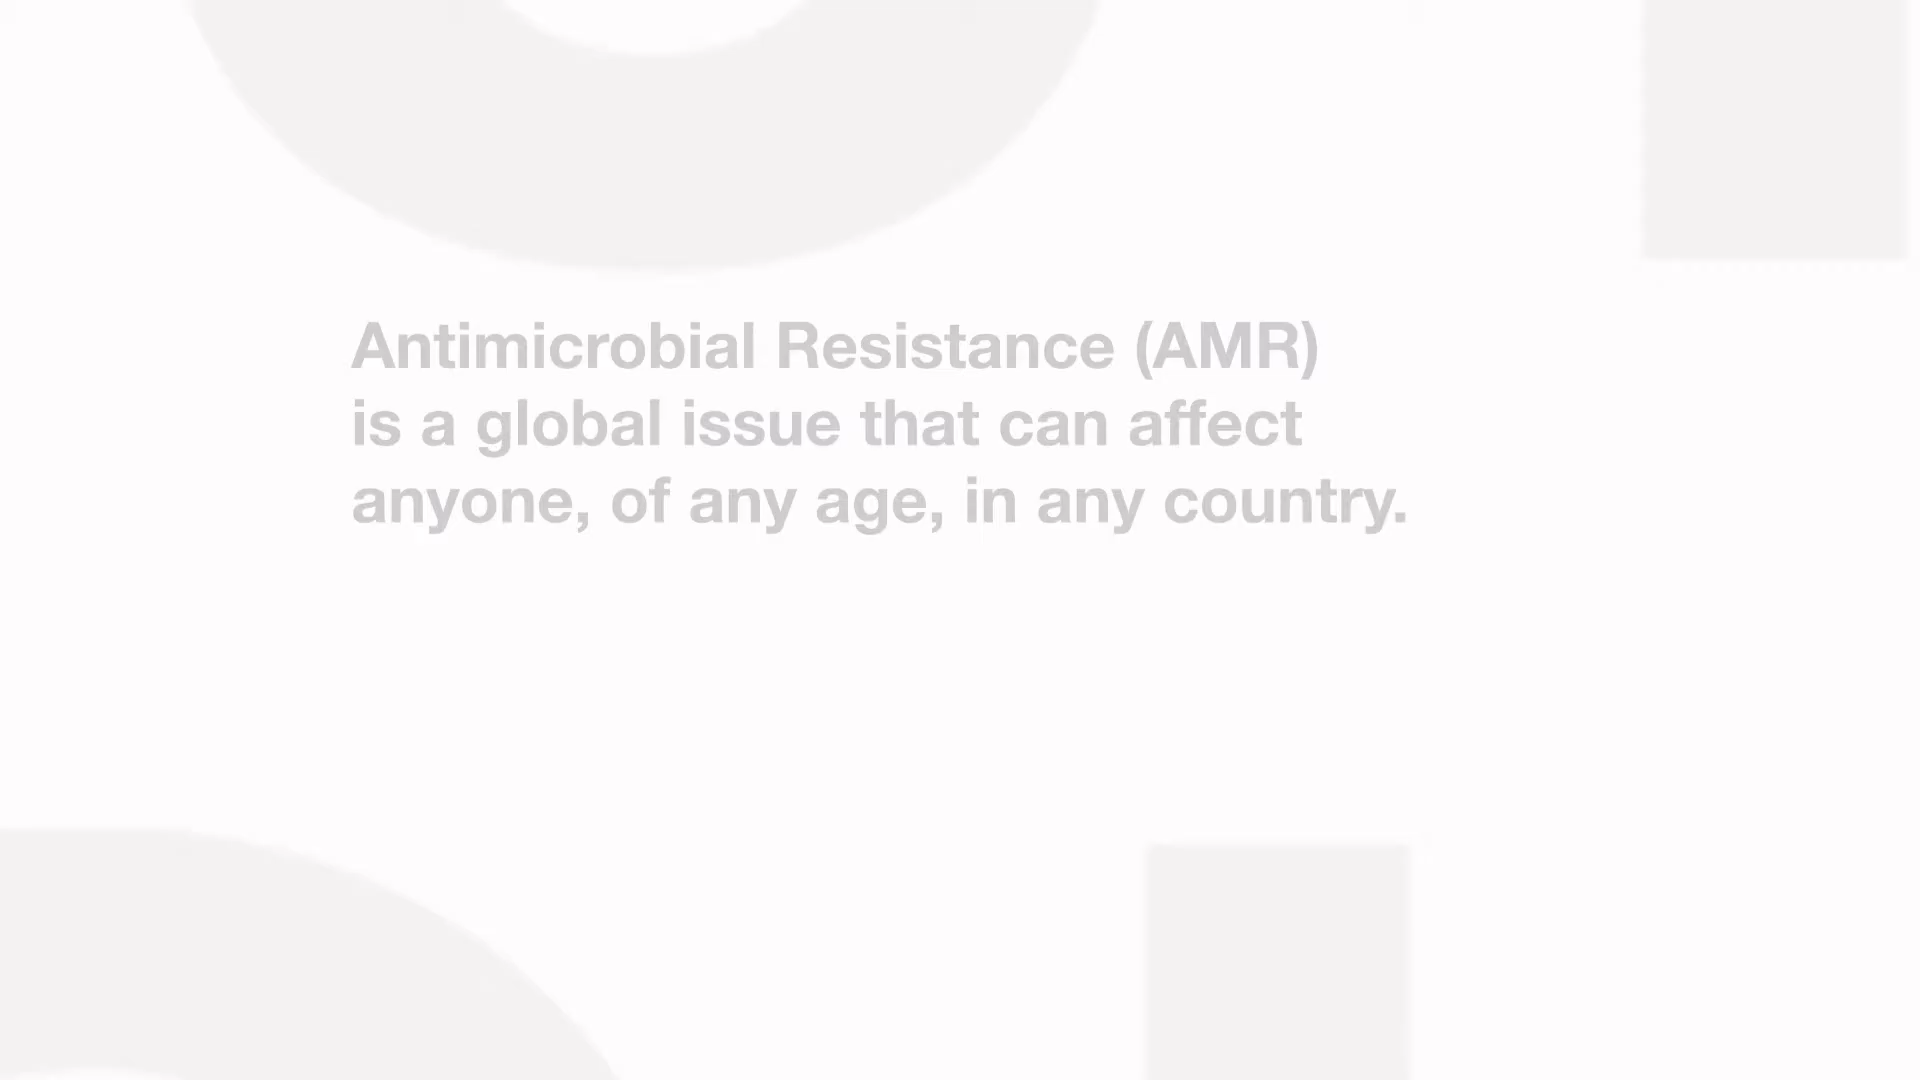 Antimicrobial Resistance (AMR)
is a global issue that can affect
anyone, of any age, in any country.